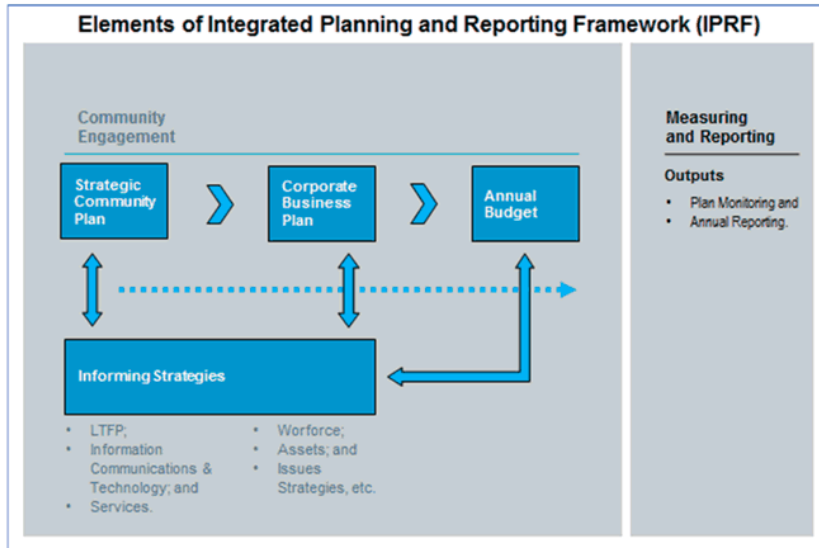 Elements of Integrated Planning and Reporting Framework (IPRF)
Community
Engagement
Strategic
Community
Plan
Corporate
Business
Plan
Annual
Budget
Informing Strategies
• LTFP;
• Information
Communications &
Technology; and
• Services.
• Worforce;
• Assets; and
• Issues
Strategies, etc.
Measuring
and Reporting
Outputs
• Plan Monitoring and
• Annual Reporting.